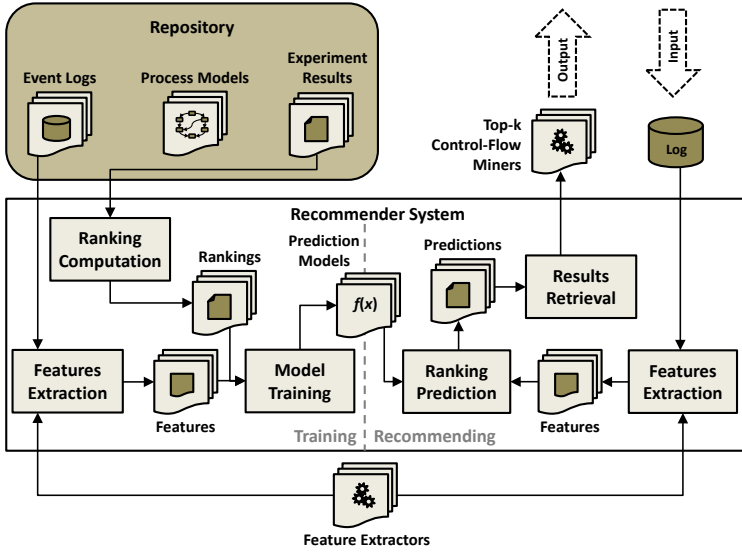 Repository
Event Logs
Process Models
Experiment
Results
Output
Input
Top-k
Control-Flow
Miners
Log
Recommender System
Ranking
Computation
Rankings
Prediction
Models
Predictions
Results
Retrieval
f(x)
Features
Extraction
Features
Model
Training
Ranking
Prediction
Features
Features
Extraction
Training
Recommending
Feature Extractors